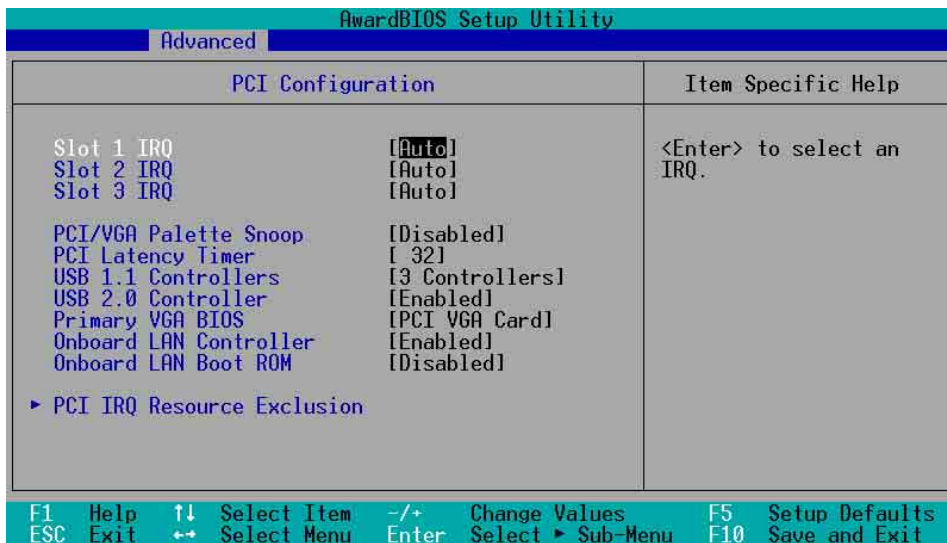 AwardBIOS Setup Utility
Advanced
PCI Configuration
Item Specific Help
Slot 1 IRQ [Auto]
Slot 2 IRQ [Auto]
Slot 3 IRQ [Auto]
PCI/VGA Palette Snoop [Disabled]
PCI Latency Timer [ 32]
USB 1.1 Controllers [3 Controllers]
USB 2.0 Controller [Enabled]
Primary VGA BIOS [PCI VGA Card]
Onboard LAN Controller [Enabled]
Onboard LAN Boot ROM [Disabled]
► PCI IRQ Resource Exclusion
<Enter> to select an
IRQ.
F1 Help ↑↓ Select Item -/+ Change Values F5 Setup Defaults
ESC Exit ←→ Select Menu Enter Select ► Sub-Menu F10 Save and Exit